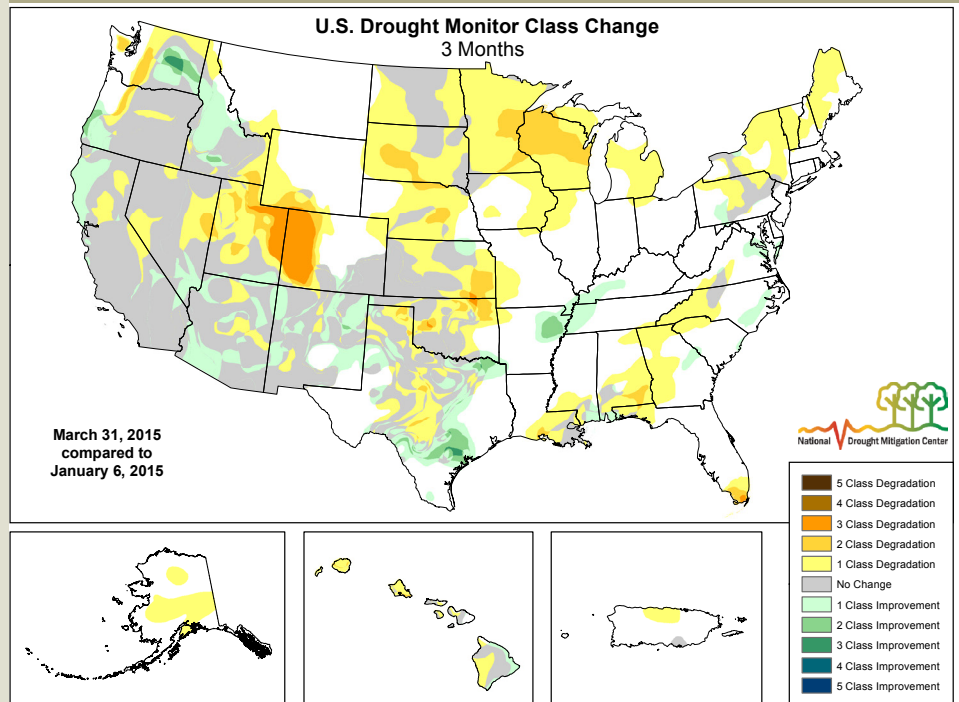 U.S. Drought Monitor Class Change
3 Months
March 31, 2015
compared to
January 6, 2015
National Drought Mitigation Center
5 Class Degradation
4 Class Degradation
3 Class Degradation
2 Class Degradation
1 Class Degradation
No Change
1 Class Improvement
2 Class Improvement
3 Class Improvement
4 Class Improvement
5 Class Improvement